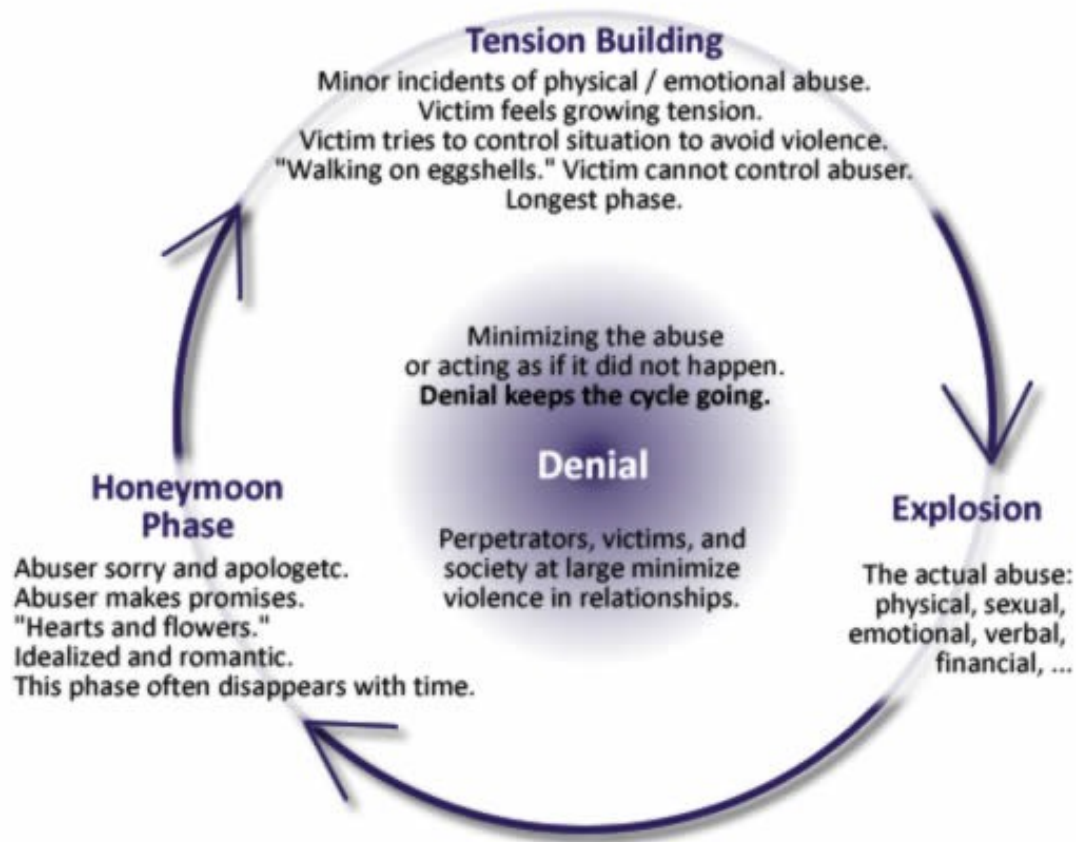 Tension Building
Minor incidents of physical / emotional abuse.
Victim feels growing tension.
Victim tries to control situation to avoid violence.
"Walking on eggshells." Victim cannot control abuser.
Longest phase.
Minimizing the abuse
or acting as if it did not happen.
Denial keeps the cycle going.
Denial
Perpetrators, victims, and
society at large minimize
violence in relationships.
Explosion
The actual abuse:
physical, sexual,
emotional, verbal,
financial, ...
Honeymoon
Phase
Abuser sorry and apologetc.
Abuser makes promises.
"Hearts and flowers."
Idealized and romantic.
This phase often disappears with time.